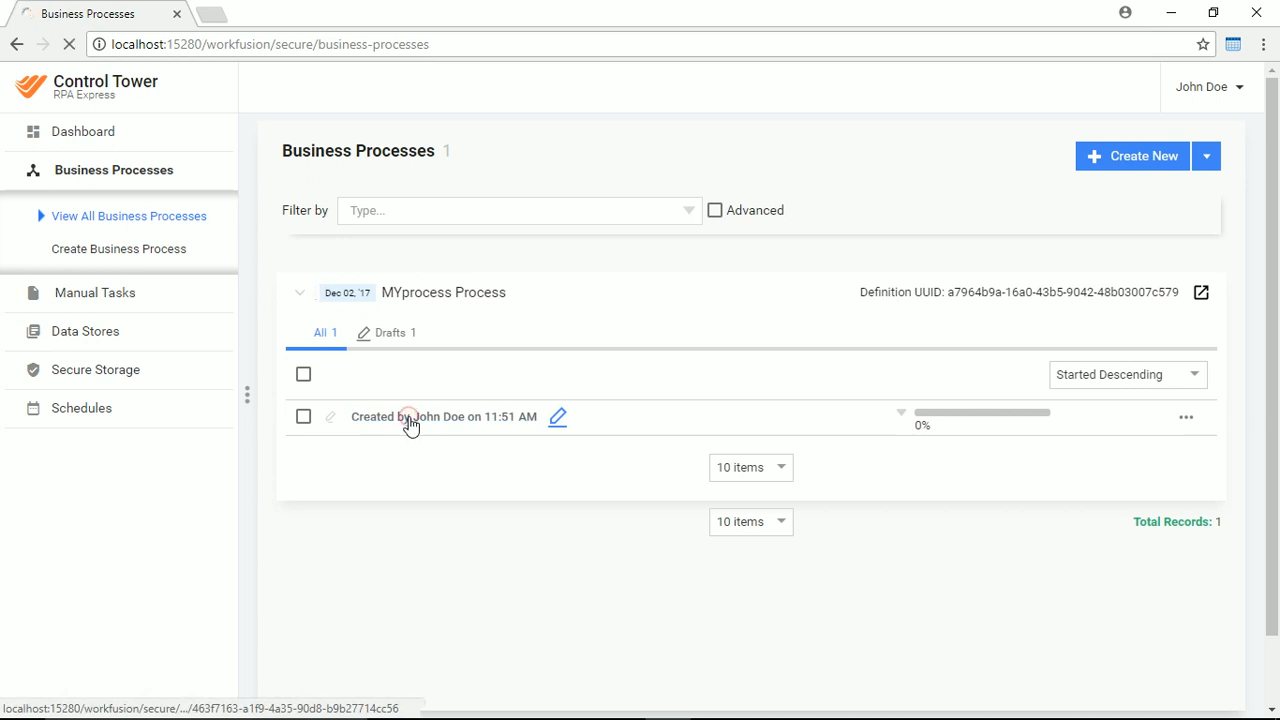 Business Processes
localhost:15280/workfusion/secure/business-processes
Control Tower
RPA Express
John Doe
Dashboard
Business Processes
View All Business Processes
Create Business Process
Manual Tasks
Data Stores
Secure Storage
Schedules
Business Processes 1
Create New
Filter by Type... Advanced
Dec 02, '17 MYprocess Process Definition UUID: a7964b9a-16a0-43b5-9042-48b03007c579
All 1 Drafts 1
Started Descending
Created by John Doe on 11:51 AM
0%
10 items
10 items Total Records: 1
localhost:15280/workfusion/secure/.../463f7163-a1f9-4a35-90d8-b9b27714cc56